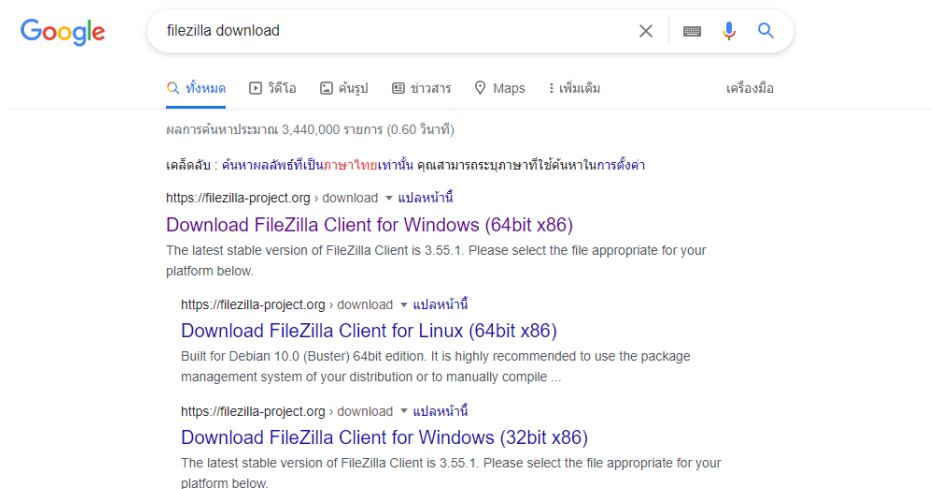 Google
filezilla download
ทั้งหมด วิดีโอ ค้นรูป ข่าวสาร Maps เพิ่มเติม เครื่องมือ
ผลการค้นหาประมาณ 3,440,000 รายการ (0.60 วินาที)
เคล็ดลับ : ค้นหาผลลัพธ์ที่เป็นภาษาไทยเท่านั้น คุณสามารถระบุภาษาที่ใช้ค้นหาในการตั้งค่า
https://filezilla-project.org › download แปลหน้านี้
Download FileZilla Client for Windows (64bit x86)
The latest stable version of FileZilla Client is 3.55.1. Please select the file appropriate for your
platform below.
https://filezilla-project.org › download แปลหน้านี้
Download FileZilla Client for Linux (64bit x86)
Built for Debian 10.0 (Buster) 64bit edition. It is highly recommended to use the package
management system of your distribution or to manually compile ...
https://filezilla-project.org › download แปลหน้านี้
Download FileZilla Client for Windows (32bit x86)
The latest stable version of FileZilla Client is 3.55.1. Please select the file appropriate for your
platform below.